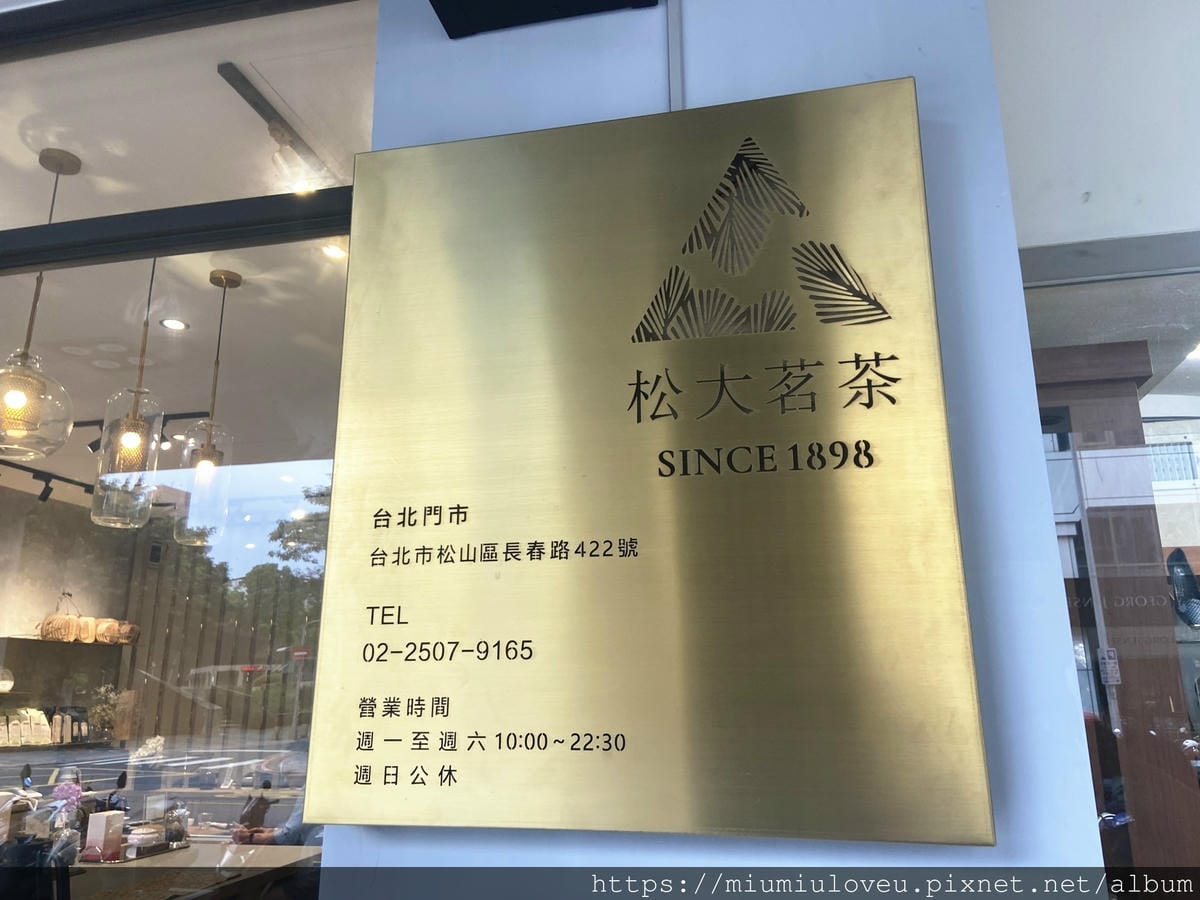 松大茗茶
SINCE 1898
台北門市
台北市松山區長春路422號
TEL
02-2507-9165
營業時間
週一至週六 10:00~22:30
週日公休
GEORG JENSEN
https://miumiuloveu.pixnet.net/album